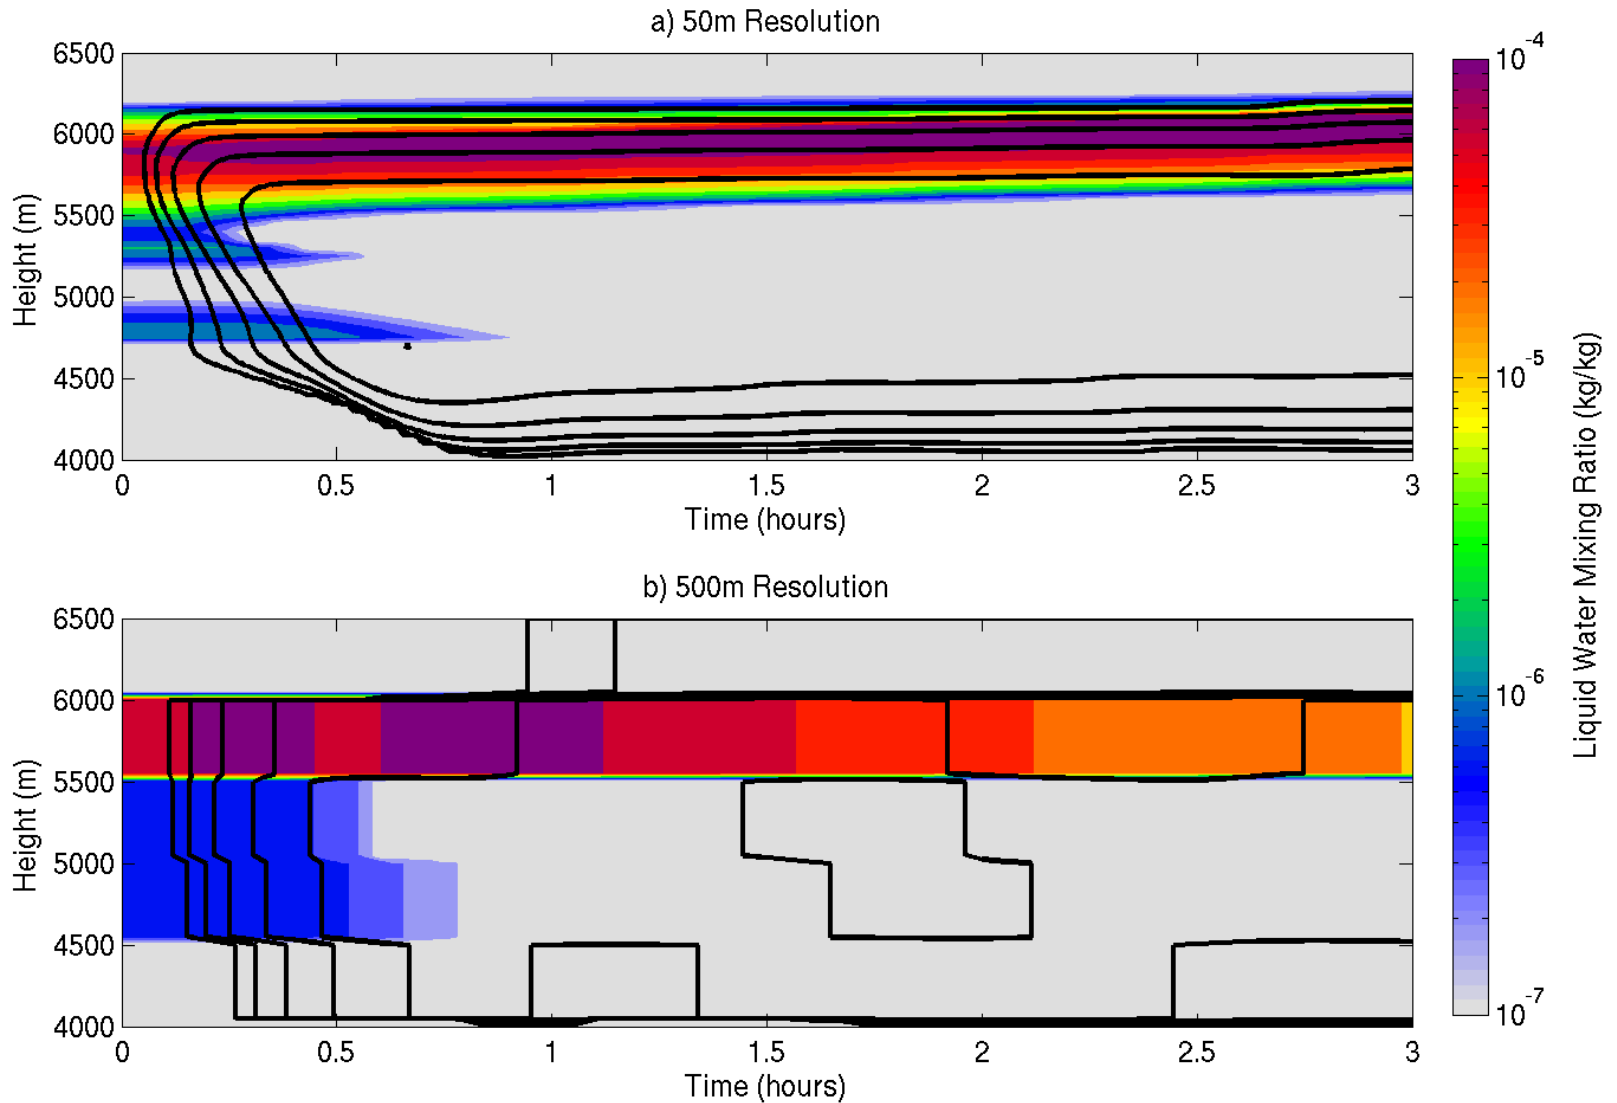 a) 50m Resolution
6500
6000
5500
5000
4500
4000
Height (m)
0 0.5 1 1.5 2 2.5 3
Time (hours)
b) 500m Resolution
6500
6000
5500
5000
4500
4000
Height (m)
0 0.5 1 1.5 2 2.5 3
Time (hours)
10^-4
10^-5
10^-6
10^-7
Liquid Water Mixing Ratio (kg/kg)